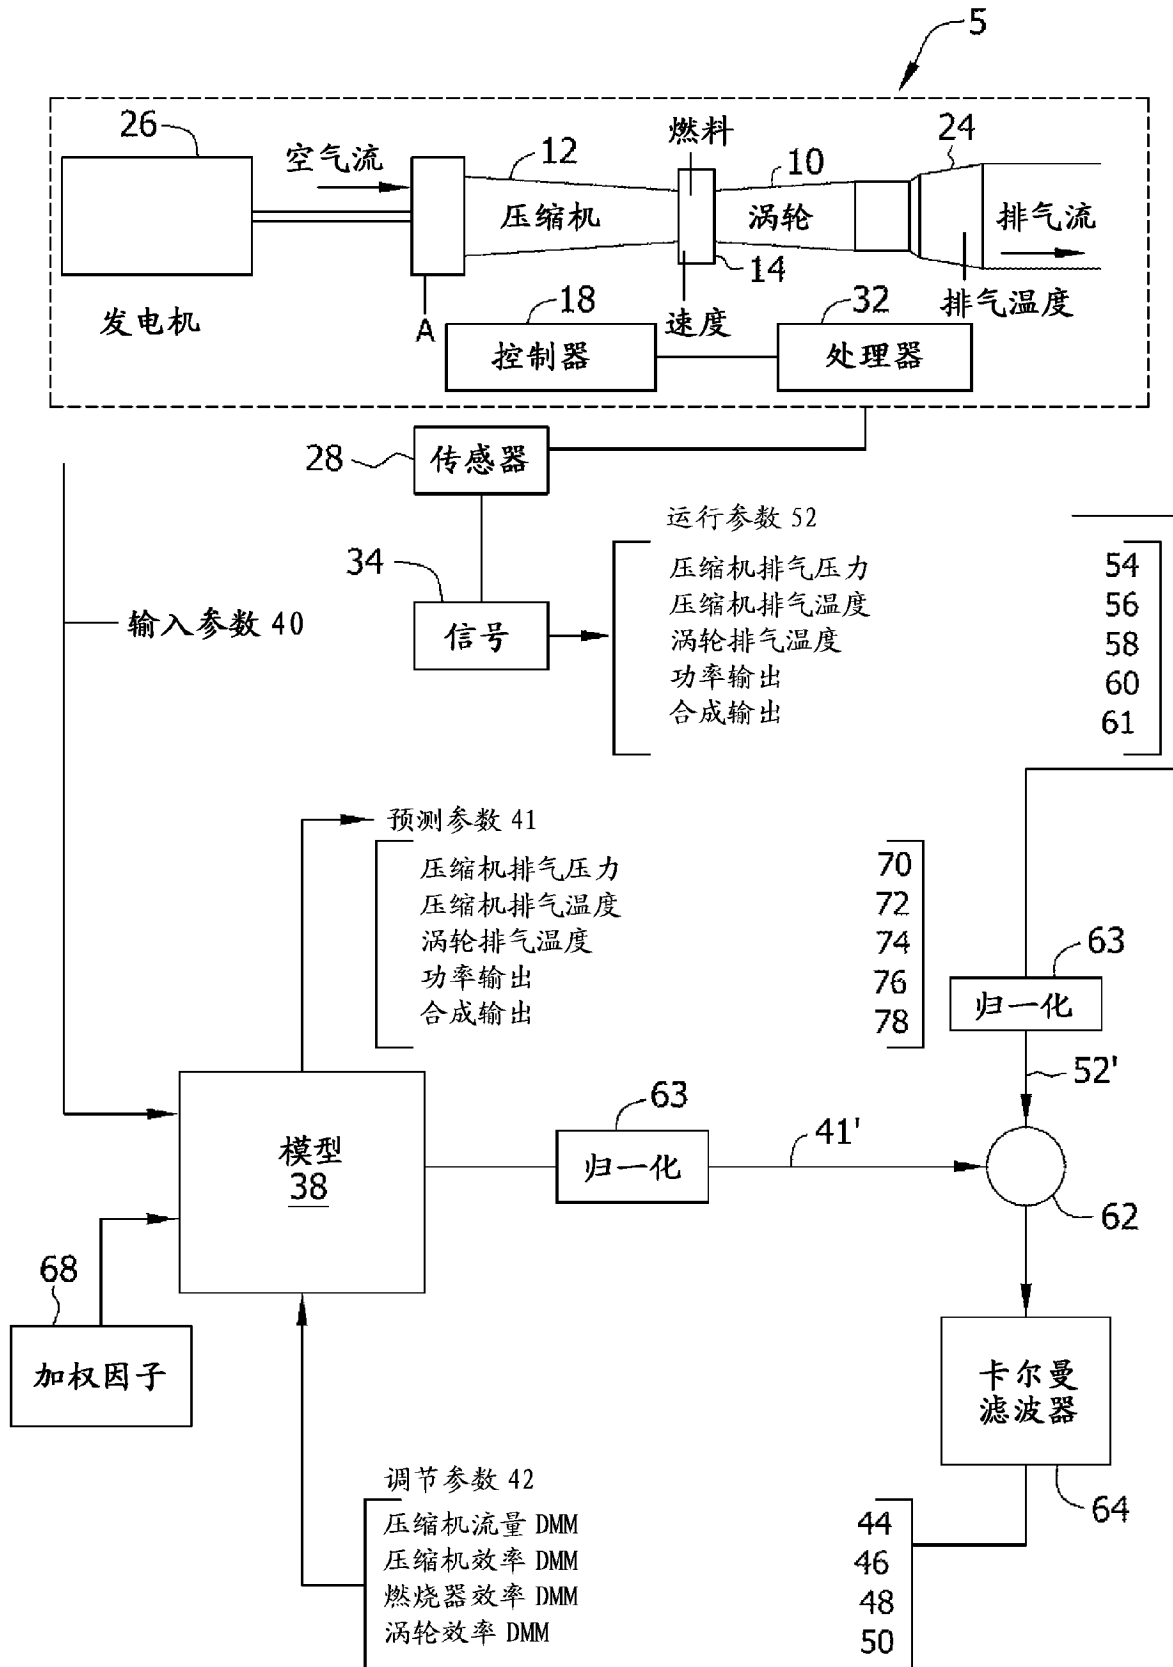 5
26
空气流
12
燃料
10
24
压缩机
涡轮
排气流
14
发电机
A
18
速度
32
排气温度
控制器
处理器
28
传感器
运行参数 52
34
压缩机排气压力 54
压缩机排气温度 56
输入参数 40
信号
涡轮排气温度 58
功率输出 60
合成输出 61
预测参数 41
压缩机排气压力 70
压缩机排气温度 72
涡轮排气温度 74
功率输出 76
合成输出 78
63
归一化
52'
63
41'
模型
38
归一化
62
68
加权因子
卡尔曼
滤波器
调节参数 42
64
压缩机流量 DMM 44
压缩机效率 DMM 46
燃烧器效率 DMM 48
涡轮效率 DMM 50